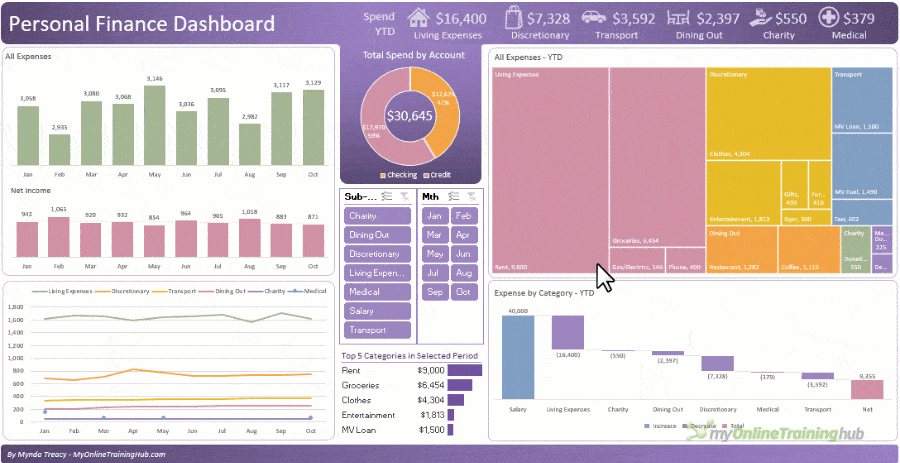 Personal Finance Dashboard
Spend YTD
$16,400
Living Expenses
$7,328
Discretionary
$3,592
Transport
$2,397
Dining Out
$550
Charity
$379
Medical
All Expenses
3,058
2,935
3,080
3,068
3,146
3,036
3,095
2,982
3,117
3,129
Jan Feb Mar Apr May Jun Jul Aug Sep Oct
Net Income
942
1,065
920
932
854
964
905
1,018
883
871
Jan Feb Mar Apr May Jun Jul Aug Sep Oct
Living Expenses Discretionary Transport Dining Out Charity Medical
1,800
1,600
1,400
1,200
1,000
800
600
400
200
0
Jan Feb Mar Apr May Jun Jul Aug Sep Oct
Total Spend by Account
$12,675
41%
$17,970
59%
$30,645
Checking Credit
Sub-...
Charity
Dining Out
Discretionary
Living Expen...
Medical
Salary
Transport
Mth
Jan Feb
Mar Apr
May Jun
Jul Aug
Sep Oct
Top 5 Categories in Selected Period
Rent $9,000
Groceries $6,454
Clothes $4,304
Entertainment $1,813
MV Loan $1,500
All Expenses - YTD
Living Expenses
Rent, 9,000
Groceries, 6,454
Gas/Electrics, 546
Phone, 400
Discretionary
Clothes, 4,304
Entertainment, 1,813
Gifts, 495
Fur... 416
Gym, 300
Dining Out
Restaurant, 1,282
Coffee, 1,115
Transport
MV Loan, 1,500
MV Fuel, 1,490
Taxi, 602
Charity
Donati...
550
Me...
Do...
225
De...
Expense by Category - YTD
40,000
(16,400)
(550)
(2,397)
(7,328)
(379)
(3,592)
9,355
Salary Living Expenses Charity Dining Out Discretionary Medical Transport Net
Increase Decrease Total
myOnlineTraininghub
By Mynda Treacy - MyOnlineTrainingHub.com